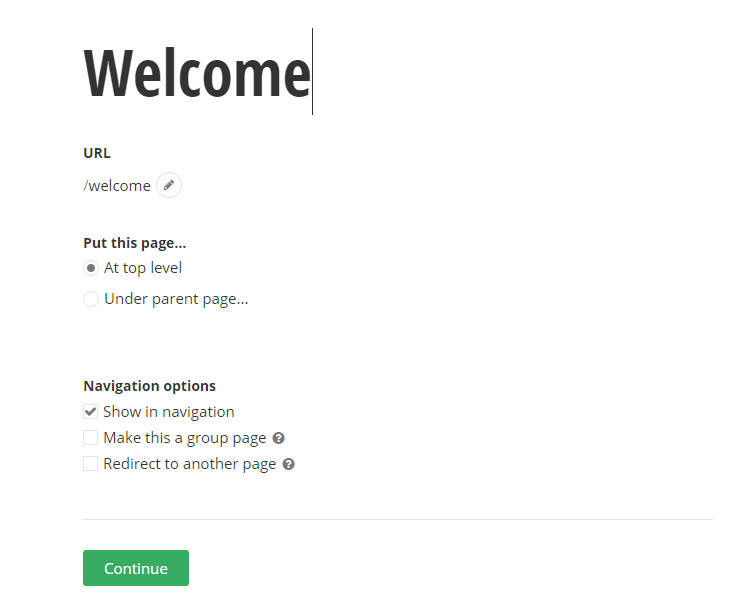 Welcome
URL
/welcome
Put this page...
At top level
Under parent page...
Navigation options
Show in navigation
Make this a group page ?
Redirect to another page ?
Continue